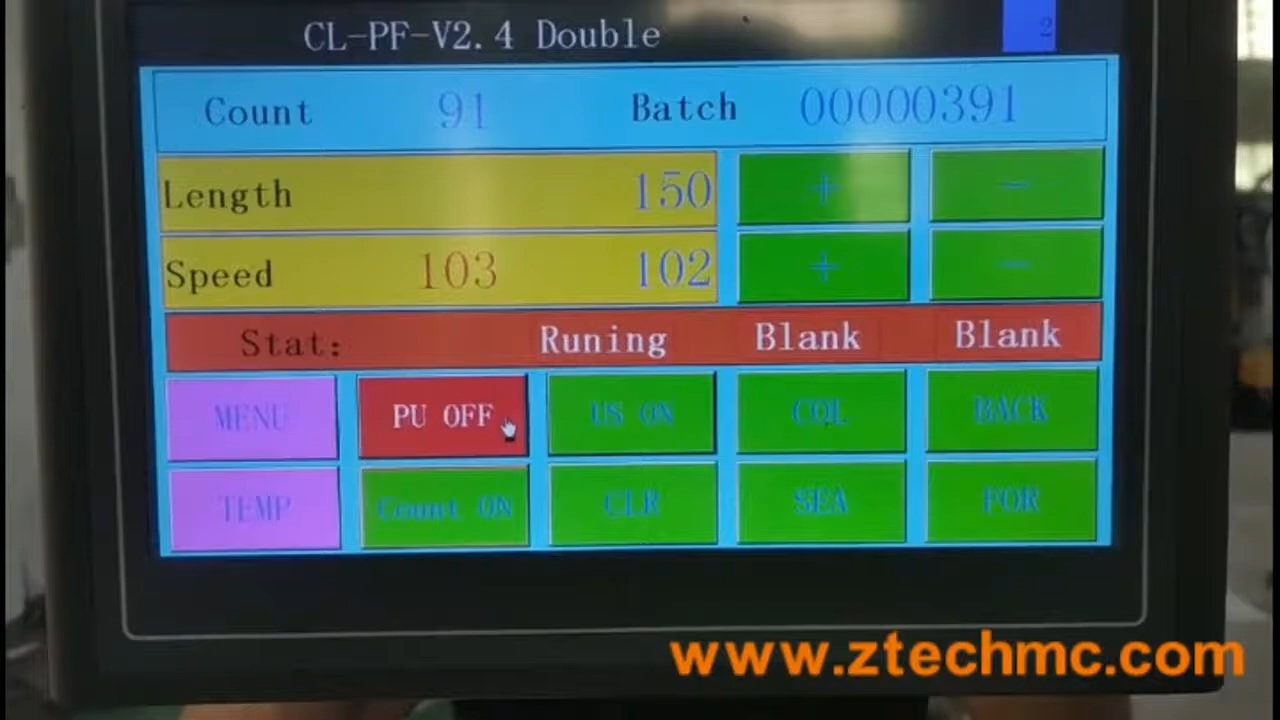 CL-PF-V2.4 Double 2
Count 91 Batch 00000391
Length 150 + −
Speed 103 102 + −
Stat: Runing Blank Blank
MENU PU OFF US ON COL BACK
TEMP Count ON CLR SEA FOR
www.ztechmc.com